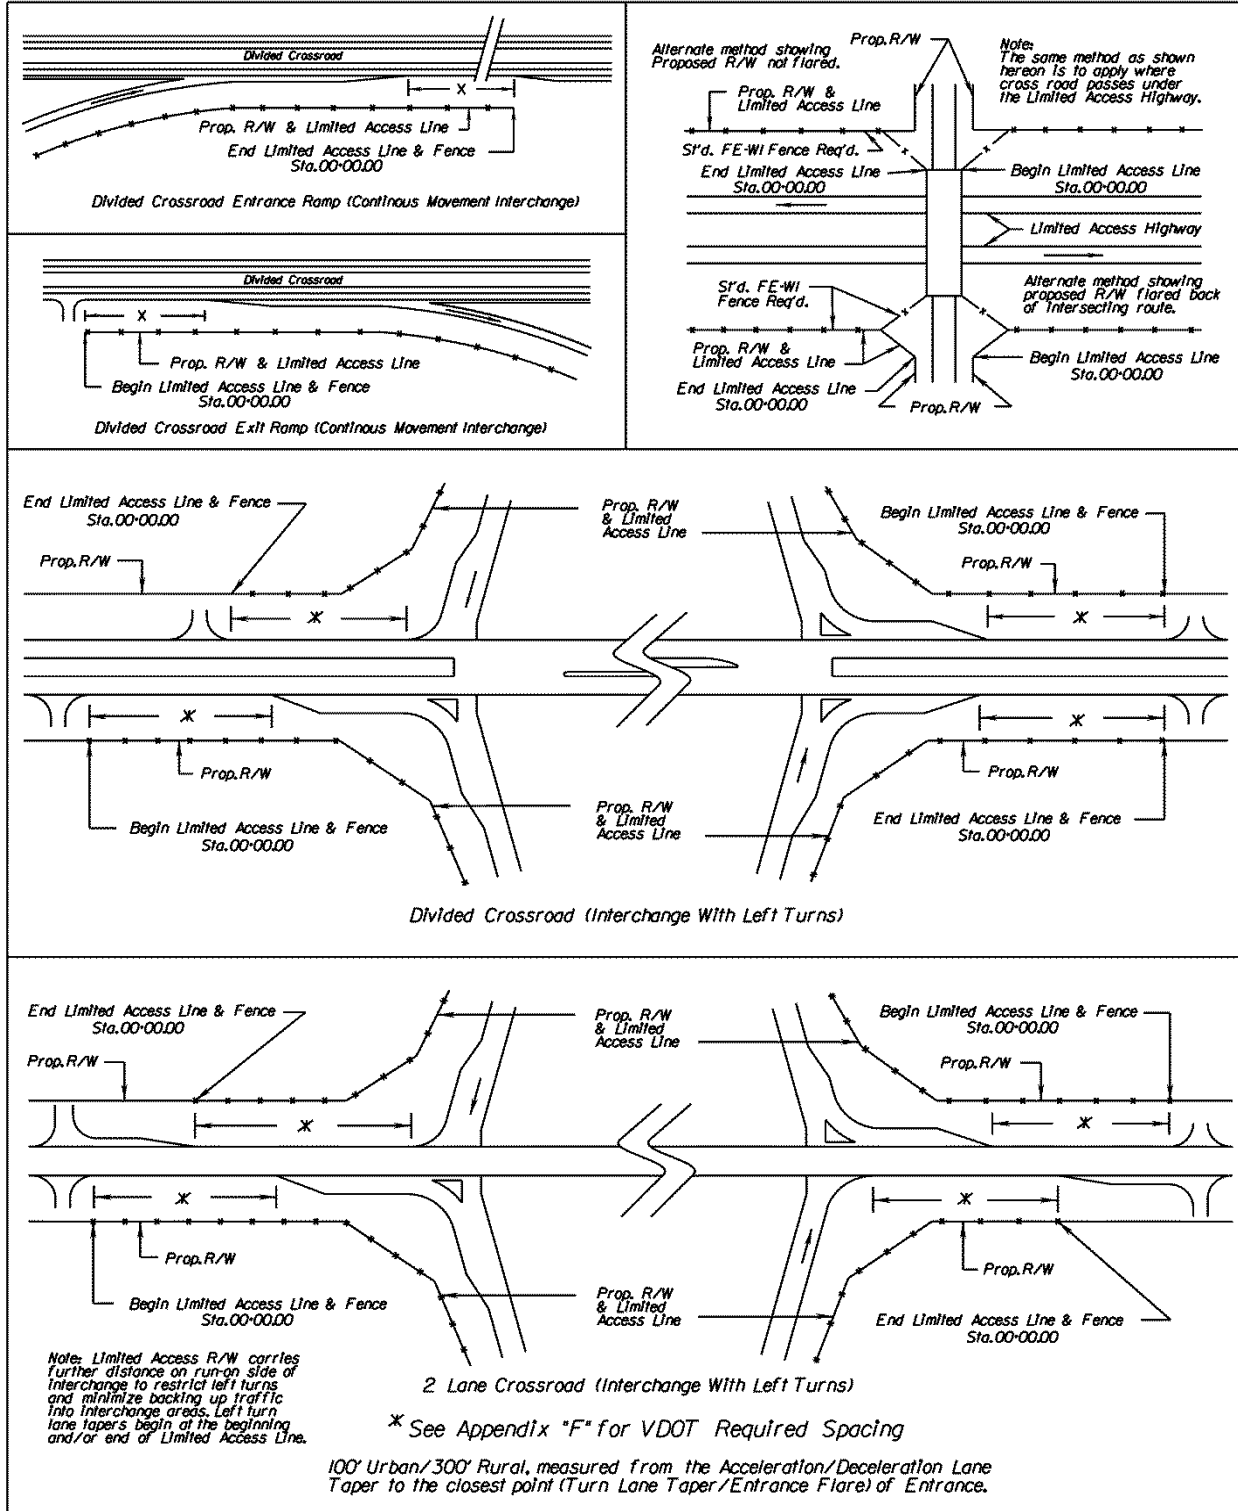 Divided Crossroad
X
Prop. R/W & Limited Access Line
End Limited Access Line & Fence
Sta.00+00.00
Divided Crossroad Entrance Ramp (Continous Movement Interchange)
Divided Crossroad
X
Prop. R/W & Limited Access Line
Begin Limited Access Line & Fence
Sta.00+00.00
Divided Crossroad Exit Ramp (Continous Movement Interchange)
Alternate method showing
Proposed R/W not flared.
Prop. R/W
Note:
The same method as shown
hereon is to apply where
cross road passes under
the Limited Access Highway.
Prop. R/W &
Limited Access Line
St'd. FE-W1 Fence Req'd.
End Limited Access Line
Sta.00+00.00
Begin Limited Access Line
Sta.00+00.00
Limited Access Highway
St'd. FE-W1
Fence Req'd.
Alternate method showing
proposed R/W flared back
of intersecting route.
Prop. R/W &
Limited Access Line
End Limited Access Line
Sta.00+00.00
Begin Limited Access Line
Sta.00+00.00
Prop. R/W
End Limited Access Line & Fence
Sta.00+00.00
Prop. R/W
& Limited
Access Line
Begin Limited Access Line & Fence
Sta.00+00.00
Prop. R/W
Prop. R/W
Prop. R/W
Prop. R/W
Begin Limited Access Line & Fence
Sta.00+00.00
Prop. R/W
& Limited
Access Line
End Limited Access Line & Fence
Sta.00+00.00
Divided Crossroad (Interchange With Left Turns)
End Limited Access Line & Fence
Sta.00+00.00
Prop. R/W
& Limited
Access Line
Begin Limited Access Line & Fence
Sta.00+00.00
Prop. R/W
Prop. R/W
Prop. R/W
Prop. R/W
Begin Limited Access Line & Fence
Sta.00+00.00
Prop. R/W
& Limited
Access Line
End Limited Access Line & Fence
Sta.00+00.00
Note: Limited Access R/W carries
further distance on run-on side of
interchange to restrict left turns
and minimize backing up traffic
into interchange areas. Left turn
lane tapers begin at the beginning
and/or end of Limited Access Line.
2 Lane Crossroad (Interchange With Left Turns)
* See Appendix "F" for VDOT Required Spacing
100' Urban/300' Rural, measured from the Acceleration/Deceleration Lane
Taper to the closest point (Turn Lane Taper/Entrance Flare) of Entrance.